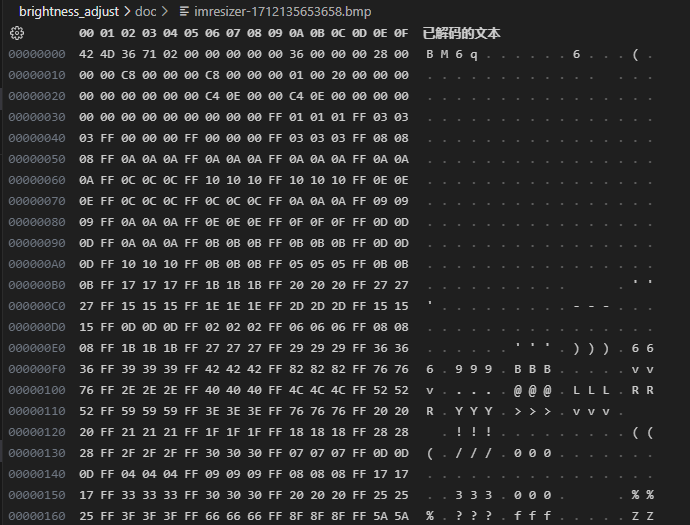 brightness_adjust > doc > imresizer-1712135653658.bmp
00 01 02 03 04 05 06 07 08 09 0A 0B 0C 0D 0E 0F 已解码的文本
00000000 42 4D 36 71 02 00 00 00 00 00 36 00 00 00 28 00 B M 6 q . . . . . . 6 . . . ( .
00000010 00 00 C8 00 00 00 C8 00 00 00 01 00 20 00 00 00 . . . . . . . . . . . .   . . .
00000020 00 00 00 00 00 00 C4 0E 00 00 C4 0E 00 00 00 00 . . . . . . . . . . . . . . . .
00000030 00 00 00 00 00 00 00 00 00 FF 01 01 01 FF 03 03 . . . . . . . . . . . . . . . .
00000040 03 FF 00 00 00 FF 00 00 00 FF 03 03 03 FF 08 08 . . . . . . . . . . . . . . . .
00000050 08 FF 0A 0A 0A FF 0A 0A 0A FF 0A 0A 0A FF 0A 0A . . . . . . . . . . . . . . . .
00000060 0A FF 0C 0C 0C FF 10 10 10 FF 10 10 10 FF 0E 0E . . . . . . . . . . . . . . . .
00000070 0E FF 0C 0C 0C FF 0C 0C 0C FF 0A 0A 0A FF 09 09 . . . . . . . . . . . . . . . .
00000080 09 FF 0A 0A 0A FF 0E 0E 0E FF 0F 0F 0F FF 0D 0D . . . . . . . . . . . . . . . .
00000090 0D FF 0A 0A 0A FF 0B 0B 0B FF 0B 0B 0B FF 0D 0D . . . . . . . . . . . . . . . .
000000A0 0D FF 10 10 10 FF 0B 0B 0B FF 05 05 05 FF 0B 0B . . . . . . . . . . . . . . . .
000000B0 0B FF 17 17 17 FF 1B 1B 1B FF 20 20 20 FF 27 27 . . . . . . . . . .       . ' '
000000C0 27 FF 15 15 15 FF 1E 1E 1E FF 2D 2D 2D FF 15 15 ' . . . . . . . . . - - - . . .
000000D0 15 FF 0D 0D 0D FF 02 02 02 FF 06 06 06 FF 08 08 . . . . . . . . . . . . . . . .
000000E0 08 FF 1B 1B 1B FF 27 27 27 FF 29 29 29 FF 36 36 . . . . . . ' ' ' . ) ) ) . 6 6
000000F0 36 FF 39 39 39 FF 42 42 42 FF 82 82 82 FF 76 76 6 . 9 9 9 . B B B . . . . . v v
00000100 76 FF 2E 2E 2E FF 40 40 40 FF 4C 4C 4C FF 52 52 v . . . . . @ @ @ . L L L . R R
00000110 52 FF 59 59 59 FF 3E 3E 3E FF 76 76 76 FF 20 20 R . Y Y Y . > > > . v v v .
00000120 20 FF 21 21 21 FF 1F 1F 1F FF 18 18 18 FF 28 28 . ! ! ! . . . . . . . . . ( (
00000130 28 FF 2F 2F 2F FF 30 30 30 FF 07 07 07 FF 0D 0D ( . / / / . 0 0 0 . . . . . . .
00000140 0D FF 04 04 04 FF 09 09 09 FF 08 08 08 FF 17 17 . . . . . . . . . . . . . . . .
00000150 17 FF 33 33 33 FF 30 30 30 FF 20 20 20 FF 25 25 . . 3 3 3 . 0 0 0 .       . % %
00000160 25 FF 3F 3F 3F FF 66 66 66 FF 8F 8F 8F FF 5A 5A % . ? ? ? . f f f . . . . . Z Z